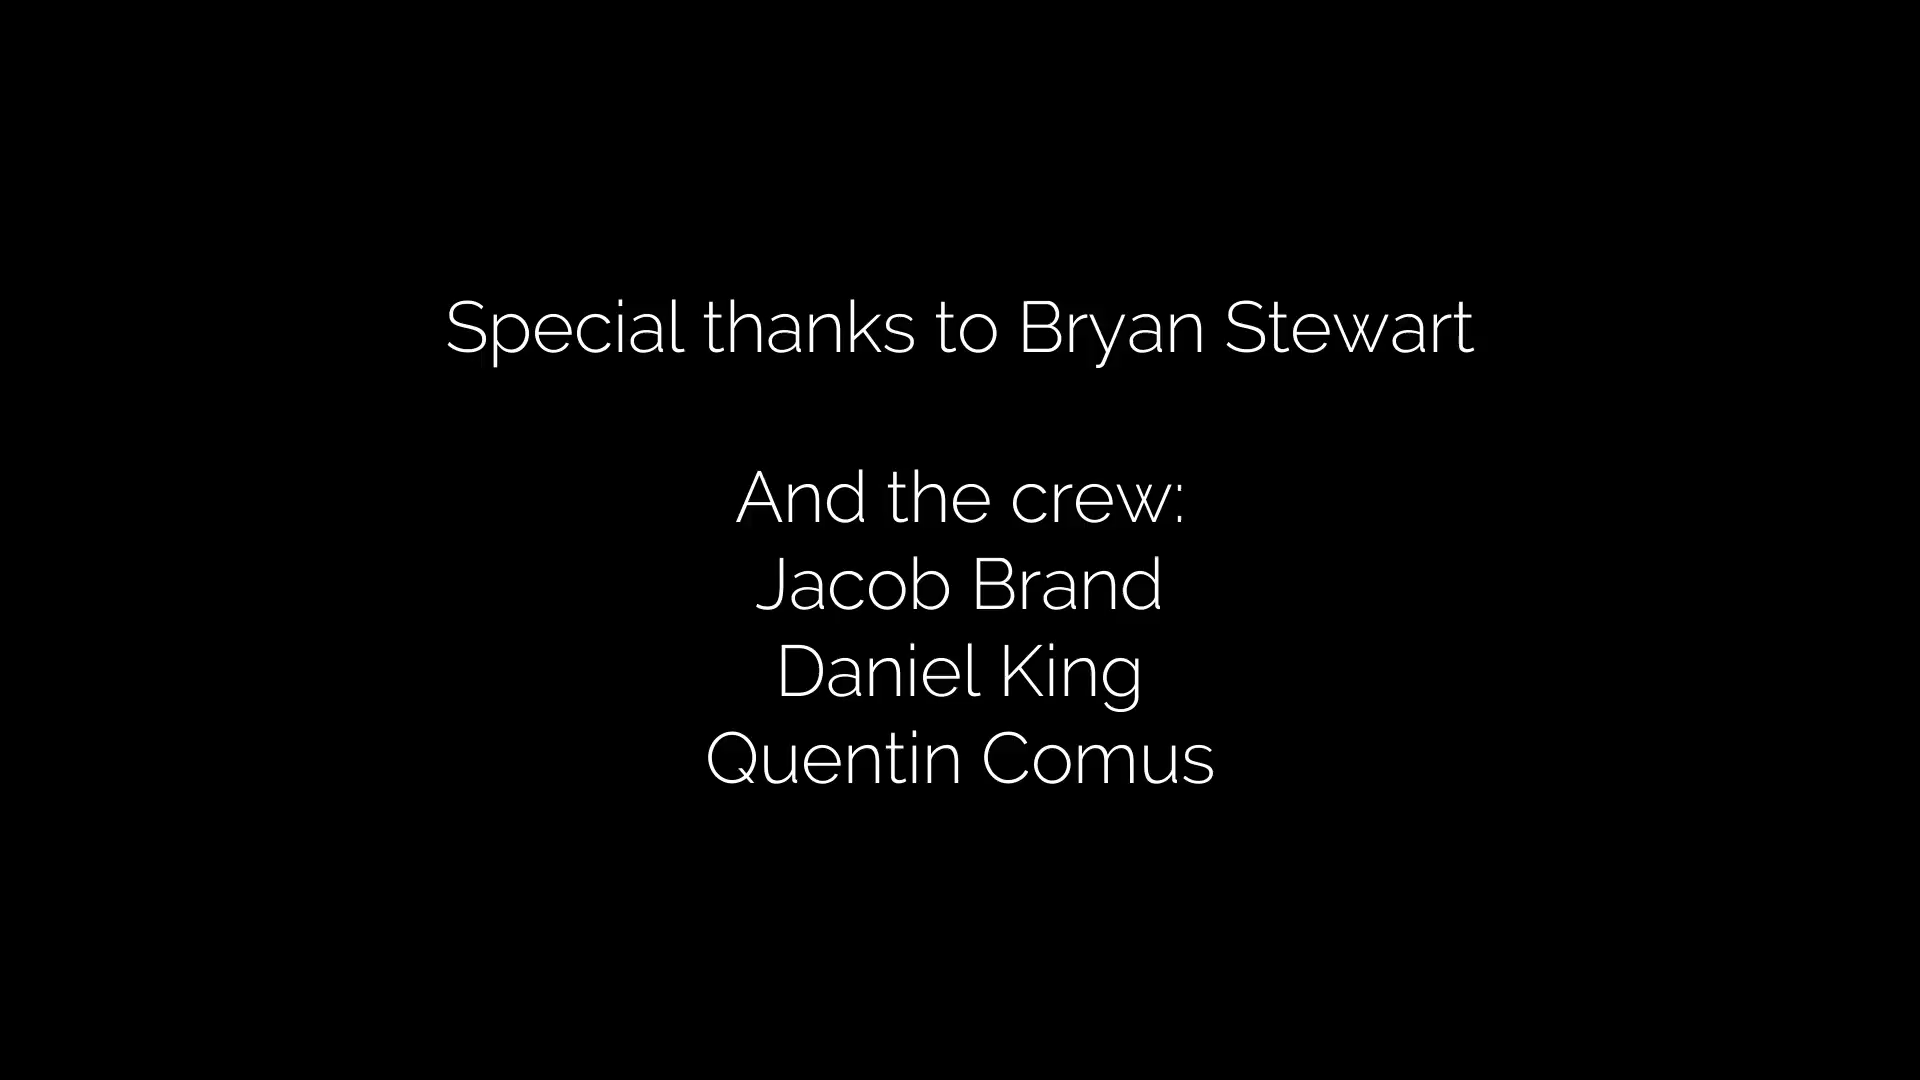 Special thanks to Bryan Stewart
And the crew:
Jacob Brand
Daniel King
Quentin Comus